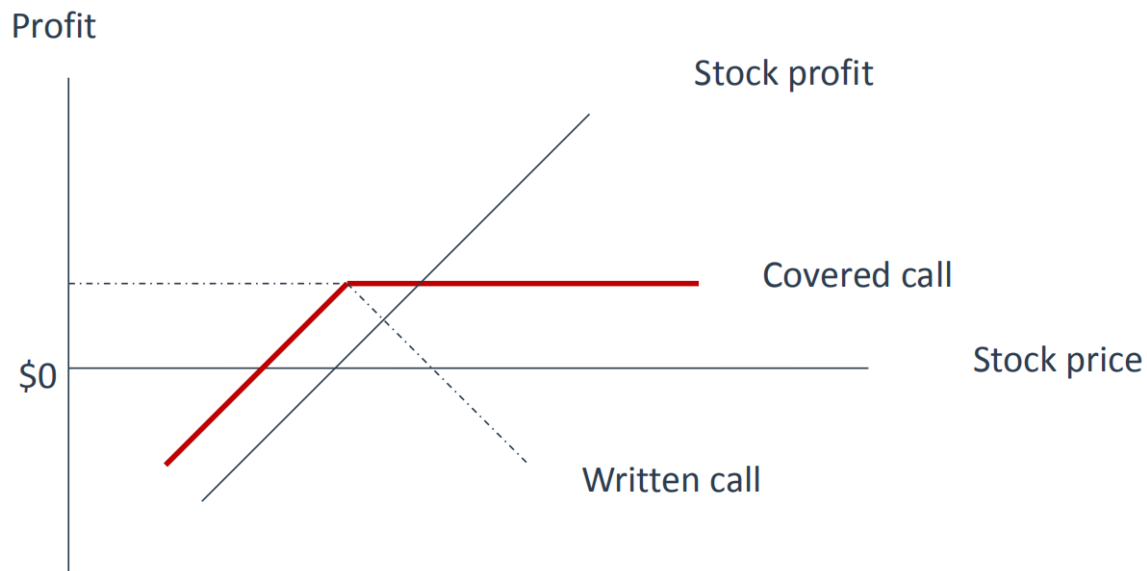 Profit
Stock profit
Covered call
Stock price
$0
Written call